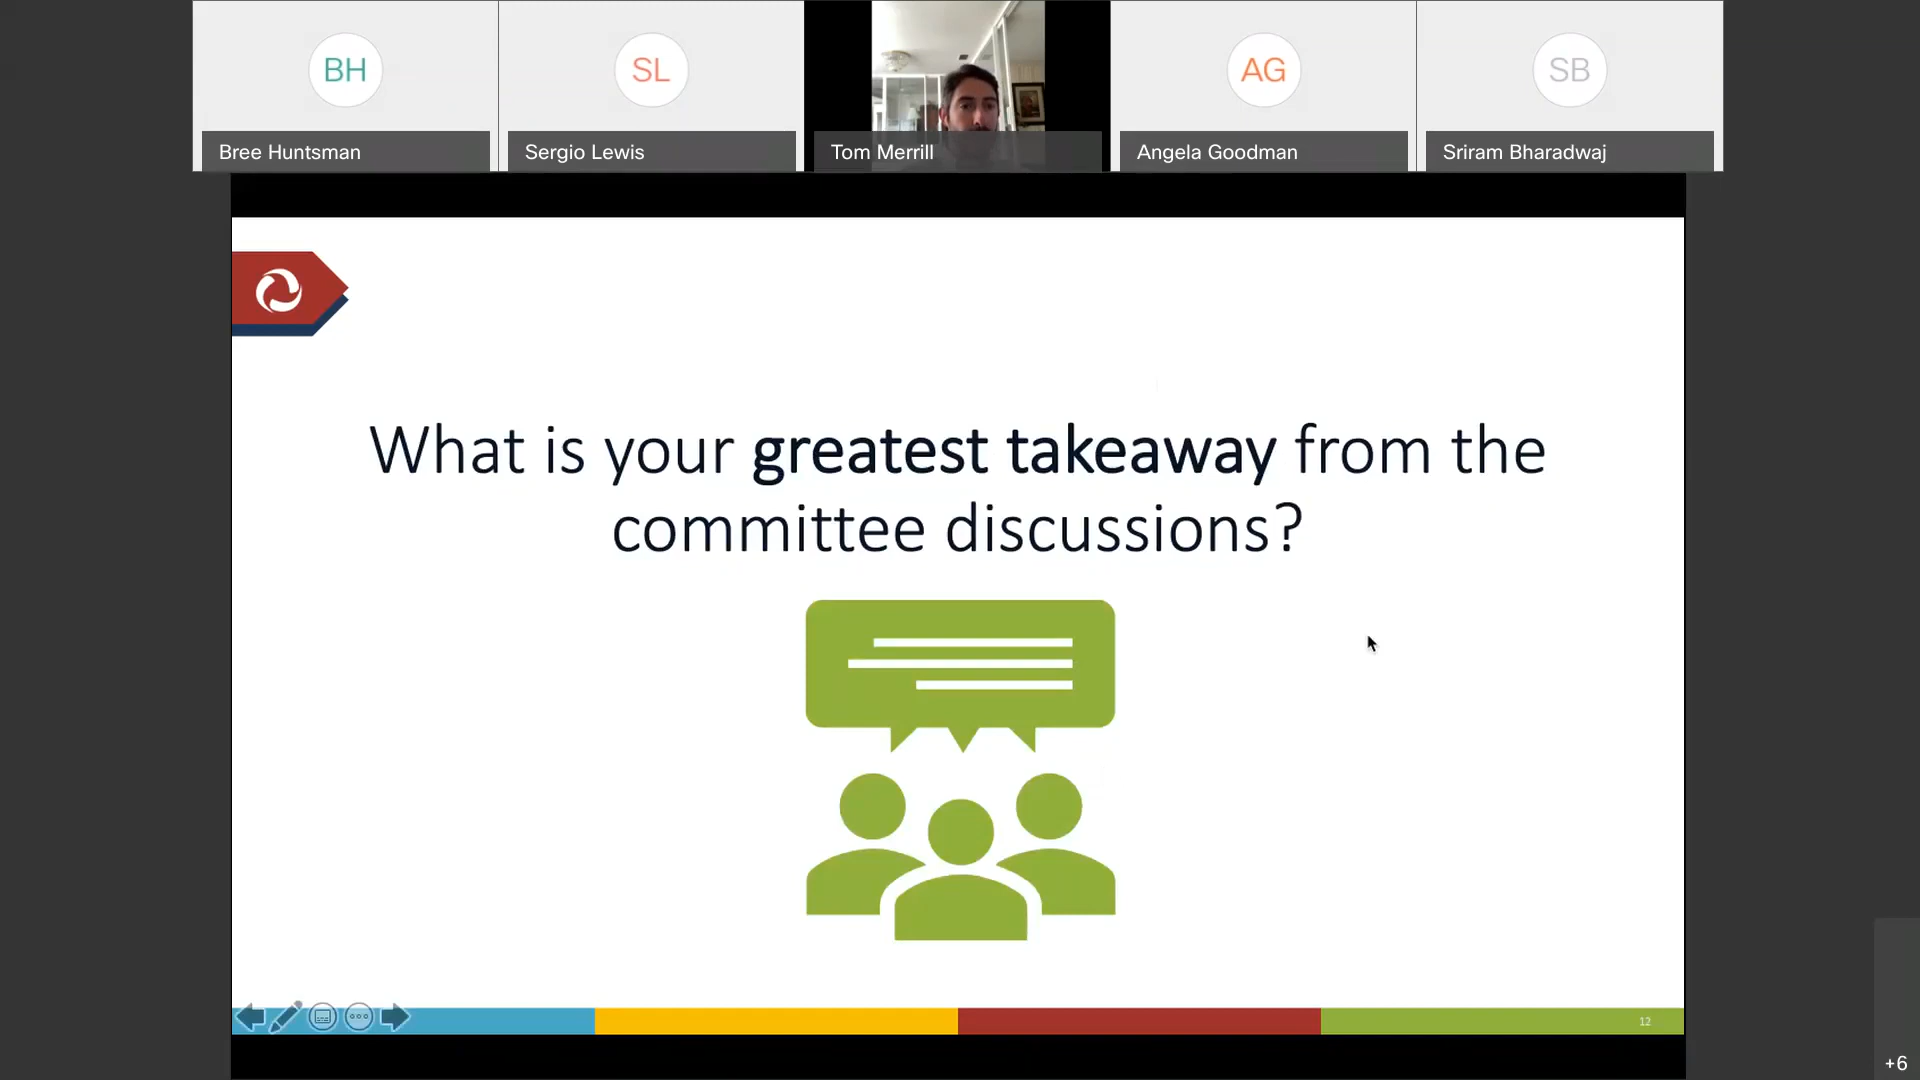 BH
SL
AG
SB
Bree Huntsman
Sergio Lewis
Tom Merrill
Angela Goodman
Sriram Bharadwaj
What is your greatest takeaway from the
committee discussions?
12
+6